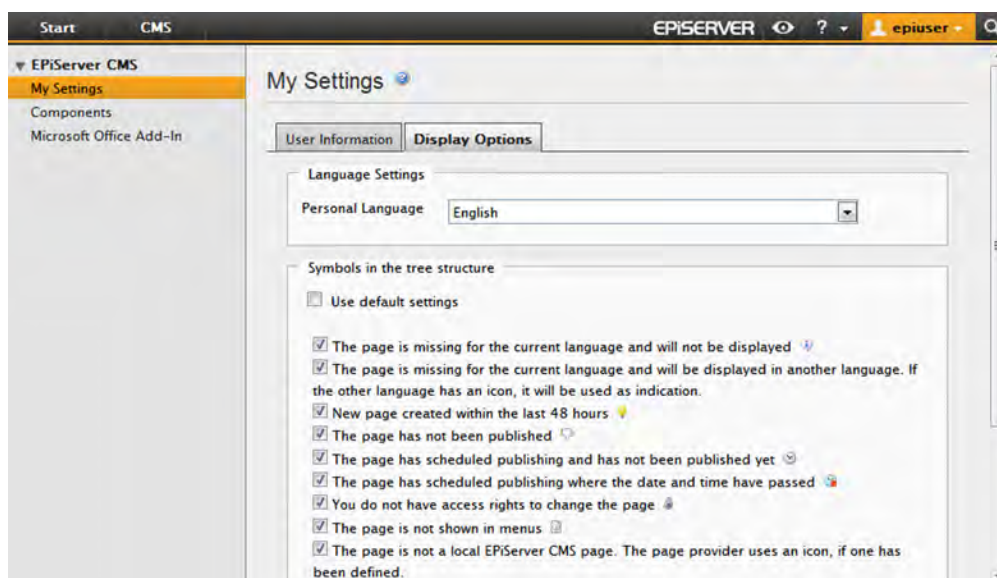 Start CMS EPiSERVER ? epiuser
EPiServer CMS
My Settings
Components
Microsoft Office Add-In
My Settings
User Information Display Options
Language Settings
Personal Language English
Symbols in the tree structure
Use default settings
The page is missing for the current language and will not be displayed
The page is missing for the current language and will be displayed in another language. If
the other language has an icon, it will be used as indication.
New page created within the last 48 hours
The page has not been published
The page has scheduled publishing and has not been published yet
The page has scheduled publishing where the date and time have passed
You do not have access rights to change the page
The page is not shown in menus
The page is not a local EPiServer CMS page. The page provider uses an icon, if one has
been defined.